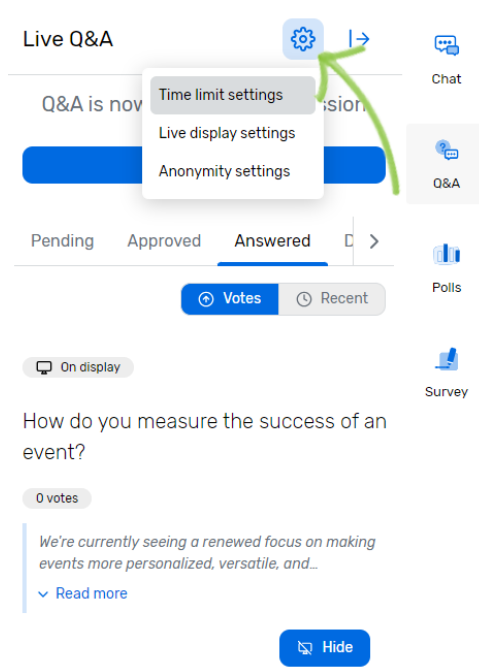 Live Q&A
Chat
Time limit settings
Q&A is now
ssion
Live display settings
Anonymity settings
Q&A
Pending Approved Answered
Votes Recent
Polls
On display
Survey
How do you measure the success of an
event?
0 votes
We're currently seeing a renewed focus on making
events more personalized, versatile, and…
Read more
Hide